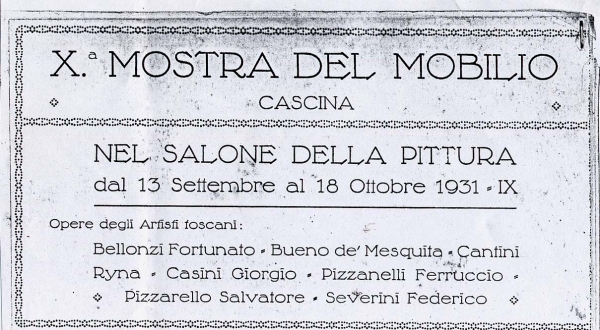 X.ª MOSTRA DEL MOBILIO
CASCINA
NEL SALONE DELLA PITTURA
dal 13 Settembre al 18 Ottobre 1931 - IX
Opere degli Artisti toscani:
Bellonzi Fortunato - Bueno de' Mesquita - Cantini
Ryna - Casini Giorgio - Pizzanelli Ferruccio -
Pizzarello Salvatore - Severini Federico